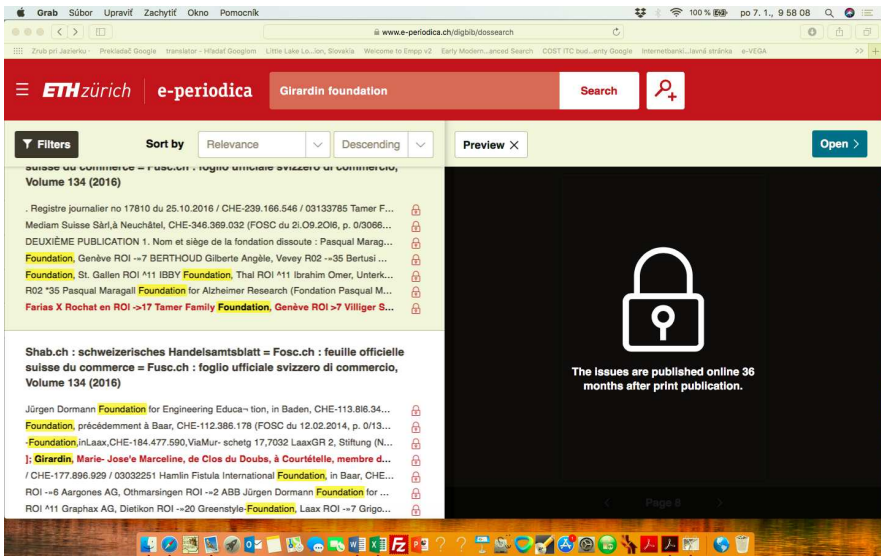 Grab Súbor Upraviť Zachytiť Okno Pomocník 100 % po 7. 1., 9 58 08
www.e-periodica.ch/digbib/dossearch
Zrub pri Jazierku - Prekladač Google translator - Hľadať Googlom Little Lake Lo...ion, Slovakia Welcome to Empp v2 Early Modern...anced Search COST ITC bud...enty Google Internetbanki...lavná stránka e-VEGA >> +
ETH zürich e-periodica Girardin foundation Search
Filters Sort by Relevance Descending Preview × Open >
suisse du commerce = Fusc.ch : foglio ufficiale svizzero di commercio,
Volume 134 (2016)
. Registre journalier no 17810 du 25.10.2016 / CHE-239.166.546 / 03133785 Tamer F...
Mediam Suisse Sàrl,à Neuchâtel, CHE-346.369.032 (FOSC du 2i.O9.2OI6, p. 0/3066...
DEUXIÈME PUBLICATION 1. Nom et siège de la fondation dissoute : Pasqual Marag...
Foundation, Genève ROI -»7 BERTHOUD Gilberte Angèle, Vevey R02 -»35 Bertusi ...
Foundation, St. Gallen ROI ^11 IBBY Foundation, Thal ROI ^11 Ibrahim Omer, Unterk...
R02 *35 Pasqual Maragall Foundation for Alzheimer Research (Fondation Pasqual M...
Farias X Rochat en ROI ->17 Tamer Family Foundation, Genève ROI >7 Villiger S...
Shab.ch : schweizerisches Handelsamtsblatt = Fosc.ch : feuille officielle
suisse du commerce = Fusc.ch : foglio ufficiale svizzero di commercio,
Volume 134 (2016)
Jürgen Dormann Foundation for Engineering Educa¬ tion, in Baden, CHE-113.8I6.34...
Foundation, précédemment à Baar, CHE-112.386.178 (FOSC du 12.02.2014, p. 0/13...
-Foundation,inLaax,CHE-184.477.590,ViaMur- schetg 17,7032 LaaxGR 2, Stiftung (N...
]; Girardin, Marie- Jose'e Marceline, de Clos du Doubs, à Courtételle, membre d...
/ CHE-177.896.929 / 03032251 Hamlin Fistula International Foundation, in Baar, CHE...
ROI -»6 Aargones AG, Othmarsingen ROI -»2 ABB Jürgen Dormann Foundation for ...
ROI ^11 Graphax AG, Dietikon ROI -»20 Greenstyle-Foundation, Laax ROI -»7 Grigo...
The issues are published online 36
months after print publication.
< Page 8 >